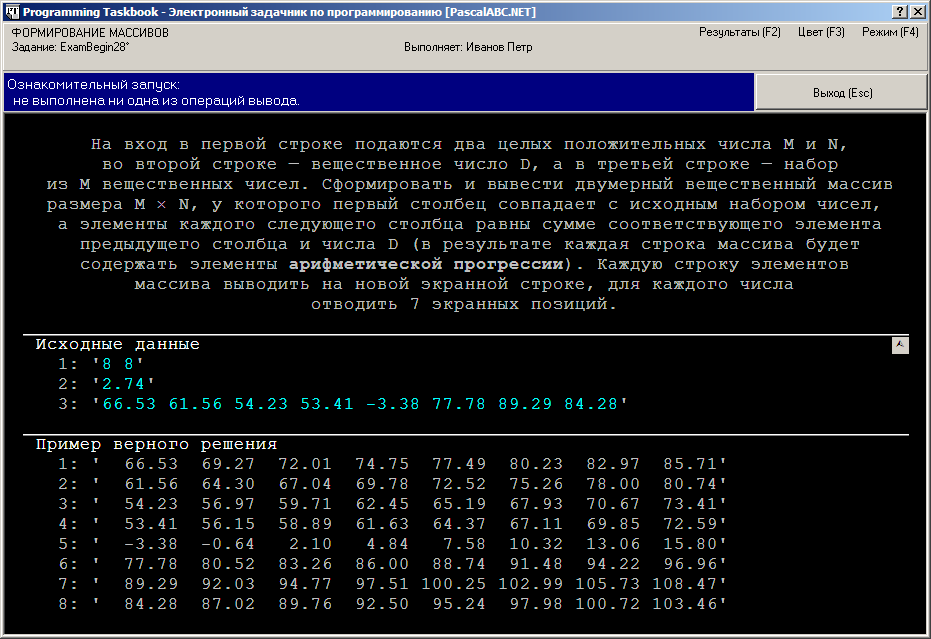 Programming Taskbook - Электронный задачник по программированию [PascalABC.NET]
ФОРМИРОВАНИЕ МАССИВОВ
Результаты (F2) Цвет (F3) Режим (F4)
Задание: ExamBegin28°
Выполняет: Иванов Петр
Ознакомительный запуск:
не выполнена ни одна из операций вывода.
Выход (Esc)
На вход в первой строке подаются два целых положительных числа M и N,
во второй строке — вещественное число D, а в третьей строке — набор
из M вещественных чисел. Сформировать и вывести двумерный вещественный массив
размера M × N, у которого первый столбец совпадает с исходным набором чисел,
а элементы каждого следующего столбца равны сумме соответствующего элемента
предыдущего столбца и числа D (в результате каждая строка массива будет
содержать элементы арифметической прогрессии). Каждую строку элементов
массива выводить на новой экранной строке, для каждого числа
отводить 7 экранных позиций.
Исходные данные
1: '8 8'
2: '2.74'
3: '66.53 61.56 54.23 53.41 -3.38 77.78 89.29 84.28'
Пример верного решения
1: '  66.53  69.27  72.01  74.75  77.49  80.23  82.97  85.71'
2: '  61.56  64.30  67.04  69.78  72.52  75.26  78.00  80.74'
3: '  54.23  56.97  59.71  62.45  65.19  67.93  70.67  73.41'
4: '  53.41  56.15  58.89  61.63  64.37  67.11  69.85  72.59'
5: '  -3.38  -0.64   2.10   4.84   7.58  10.32  13.06  15.80'
6: '  77.78  80.52  83.26  86.00  88.74  91.48  94.22  96.96'
7: '  89.29  92.03  94.77  97.51 100.25 102.99 105.73 108.47'
8: '  84.28  87.02  89.76  92.50  95.24  97.98 100.72 103.46'